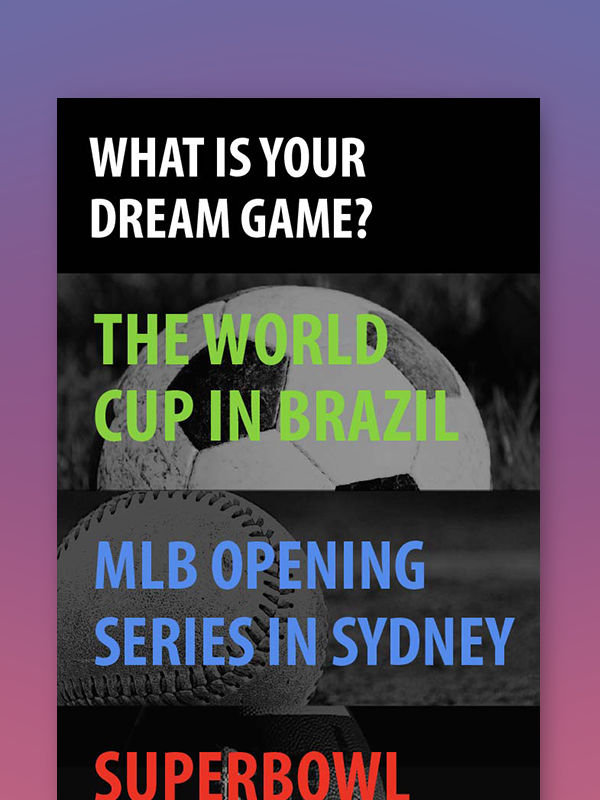 WHAT IS YOUR
DREAM GAME?
THE WORLD
CUP IN BRAZIL
MLB OPENING
SERIES IN SYDNEY
SUPERBOWL